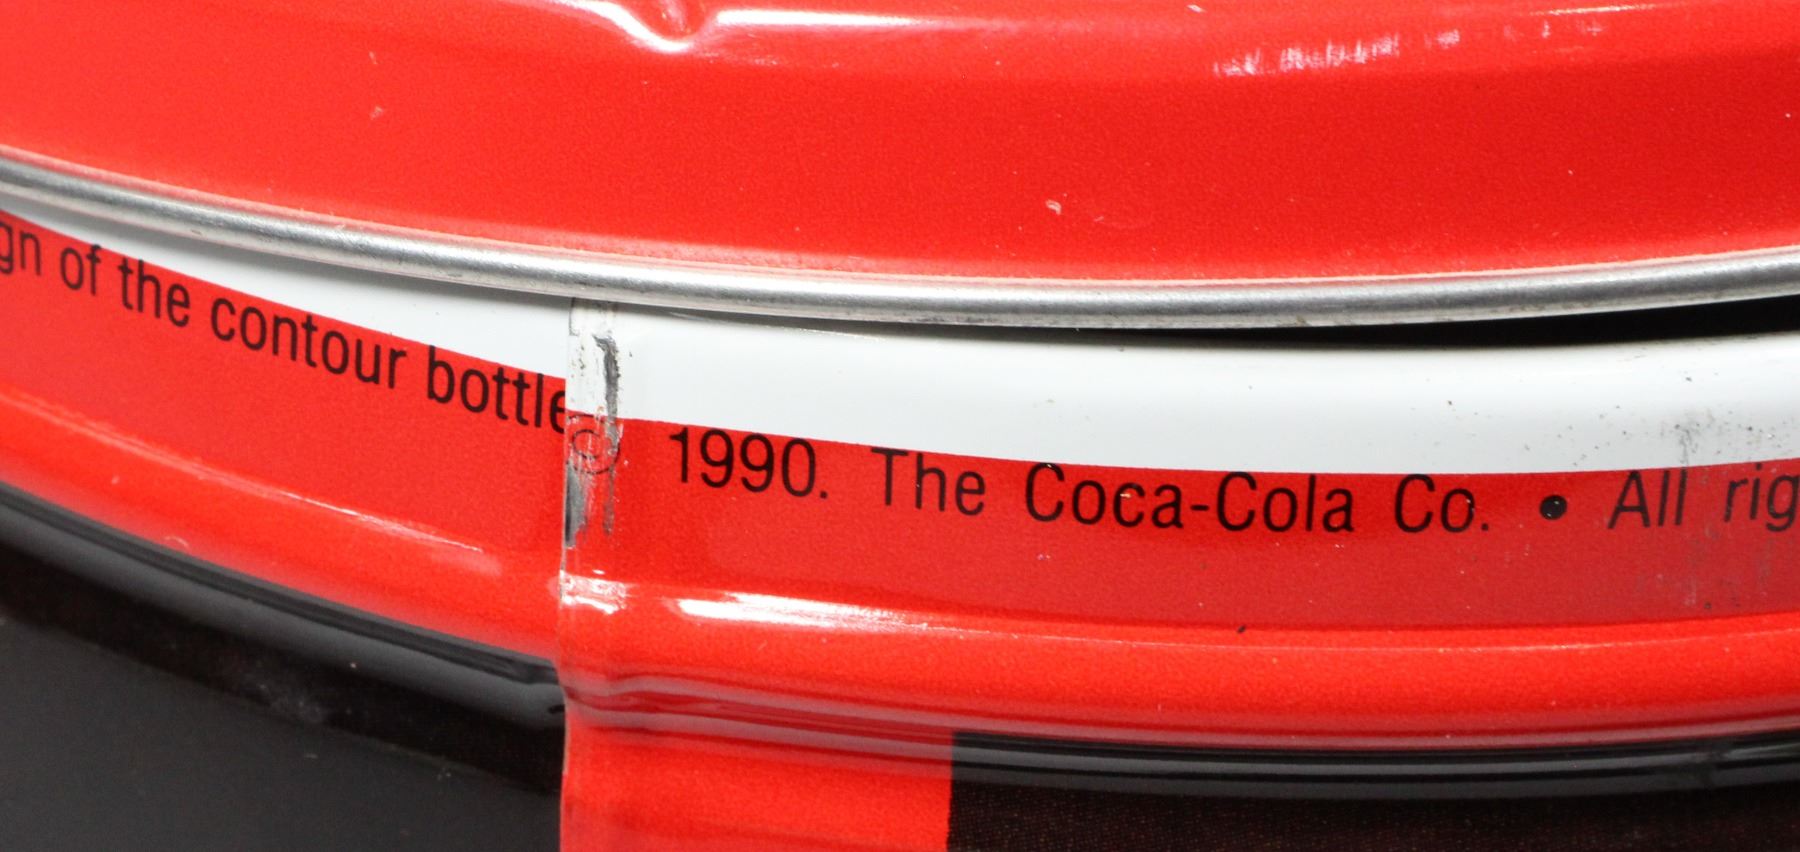 gn of the contour bottle © 1990. The Coca-Cola Co. • All rig